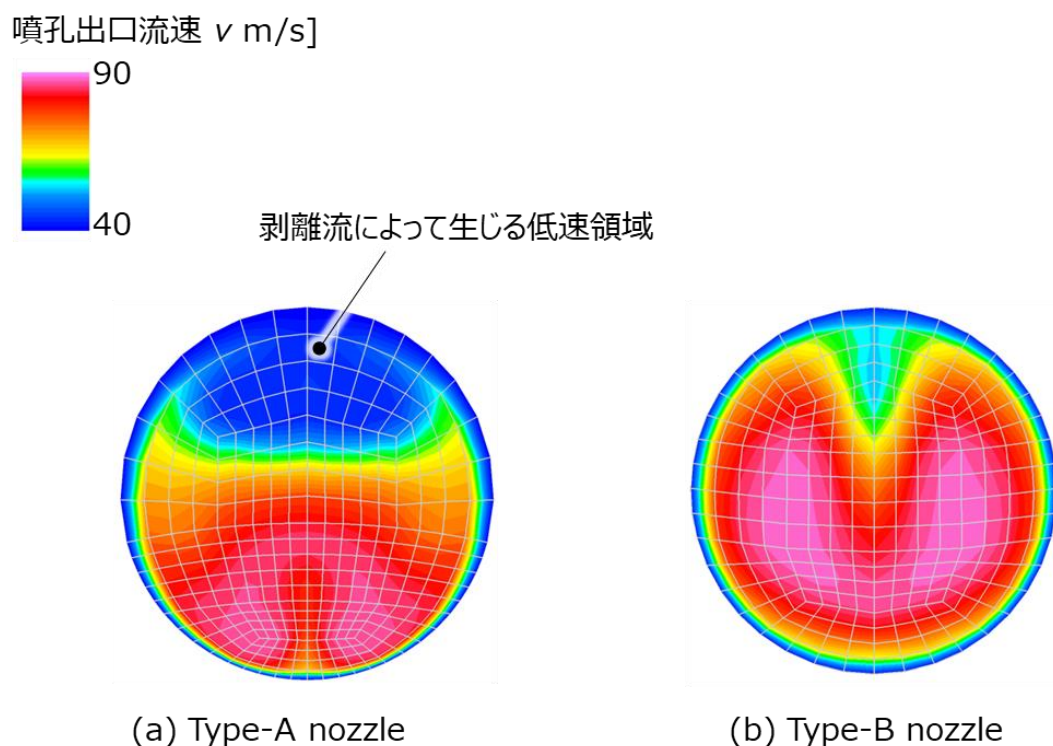 噴孔出口流速 v m/s]
90
40
剥離流によって生じる低速領域
(a) Type-A nozzle
(b) Type-B nozzle